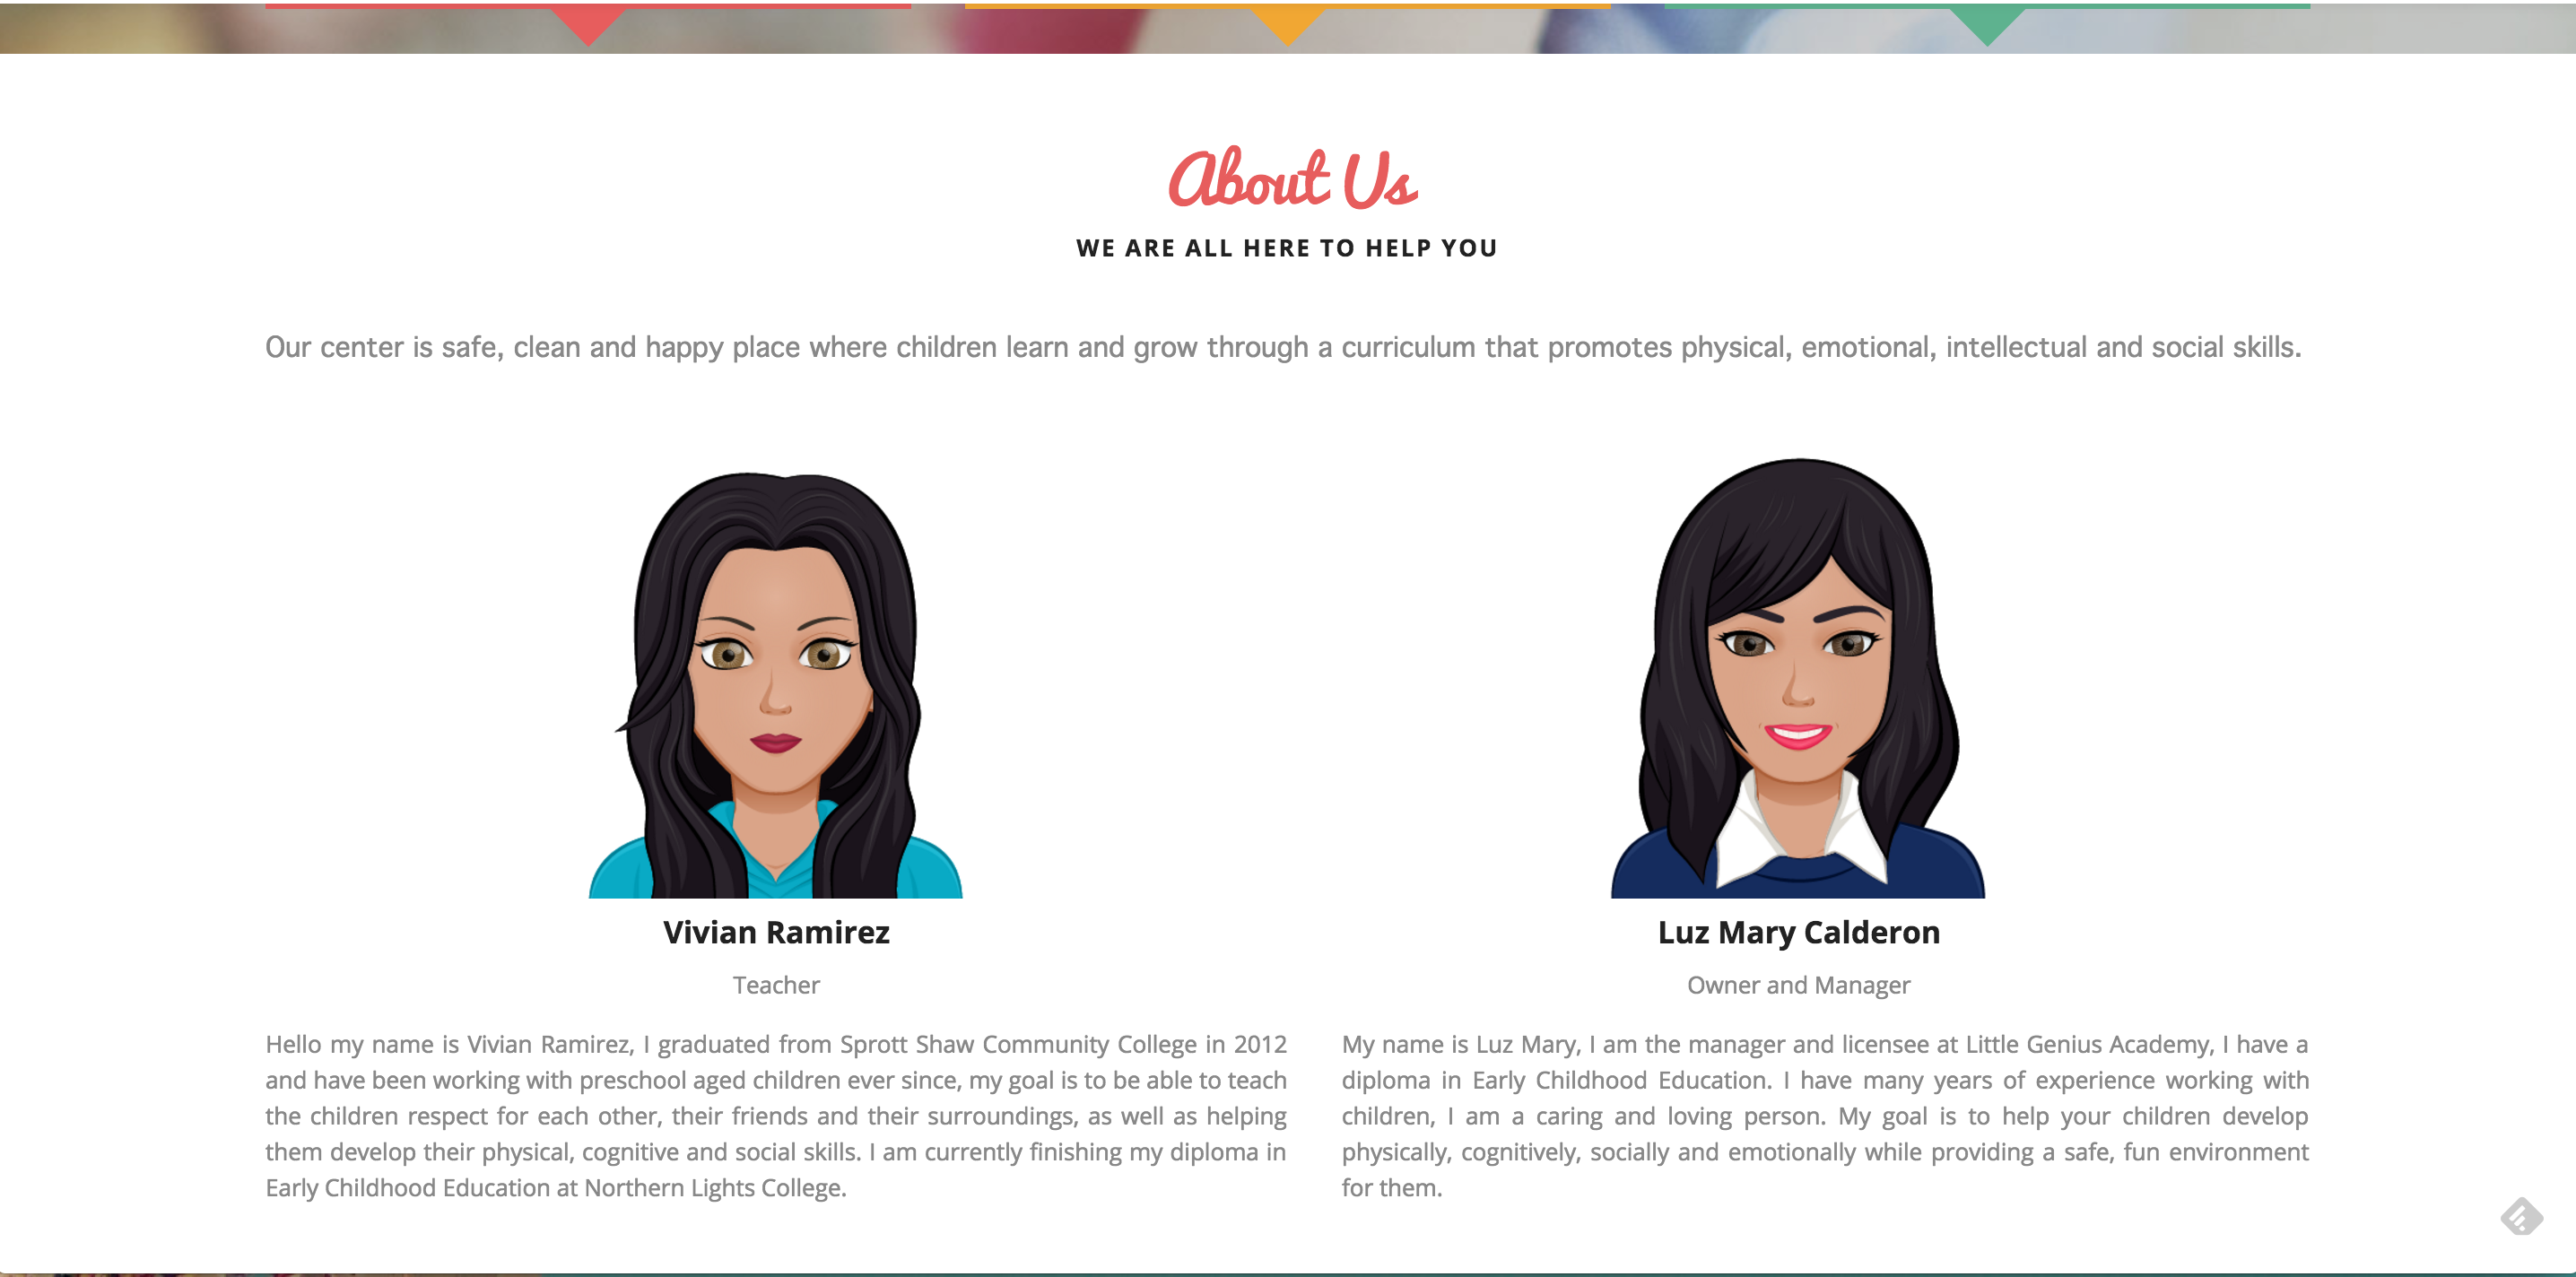 About Us
WE ARE ALL HERE TO HELP YOU
Our center is safe, clean and happy place where children learn and grow through a curriculum that promotes physical, emotional, intellectual and social skills.
Vivian Ramirez
Teacher
Hello my name is Vivian Ramirez, I graduated from Sprott Shaw Community College in 2012
and have been working with preschool aged children ever since, my goal is to be able to teach
the children respect for each other, their friends and their surroundings, as well as helping
them develop their physical, cognitive and social skills. I am currently finishing my diploma in
Early Childhood Education at Northern Lights College.
Luz Mary Calderon
Owner and Manager
My name is Luz Mary, I am the manager and licensee at Little Genius Academy, I have a
diploma in Early Childhood Education. I have many years of experience working with
children, I am a caring and loving person. My goal is to help your children develop
physically, cognitively, socially and emotionally while providing a safe, fun environment
for them.